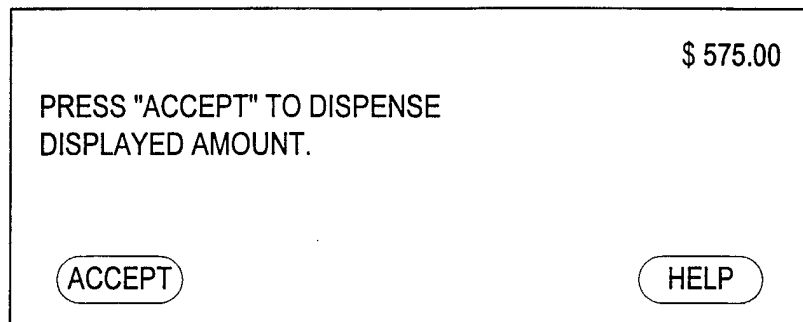 $ 575.00
PRESS "ACCEPT" TO DISPENSE
DISPLAYED AMOUNT.
ACCEPT
HELP